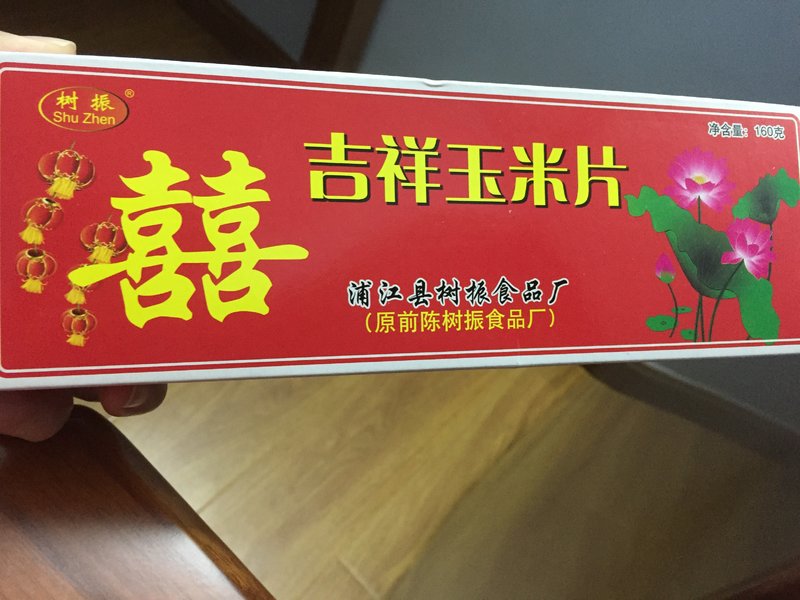 树振®
Shu Zhen
净含量：160克
囍
吉祥玉米片
浦江县树振食品厂
（原前陈树振食品厂）